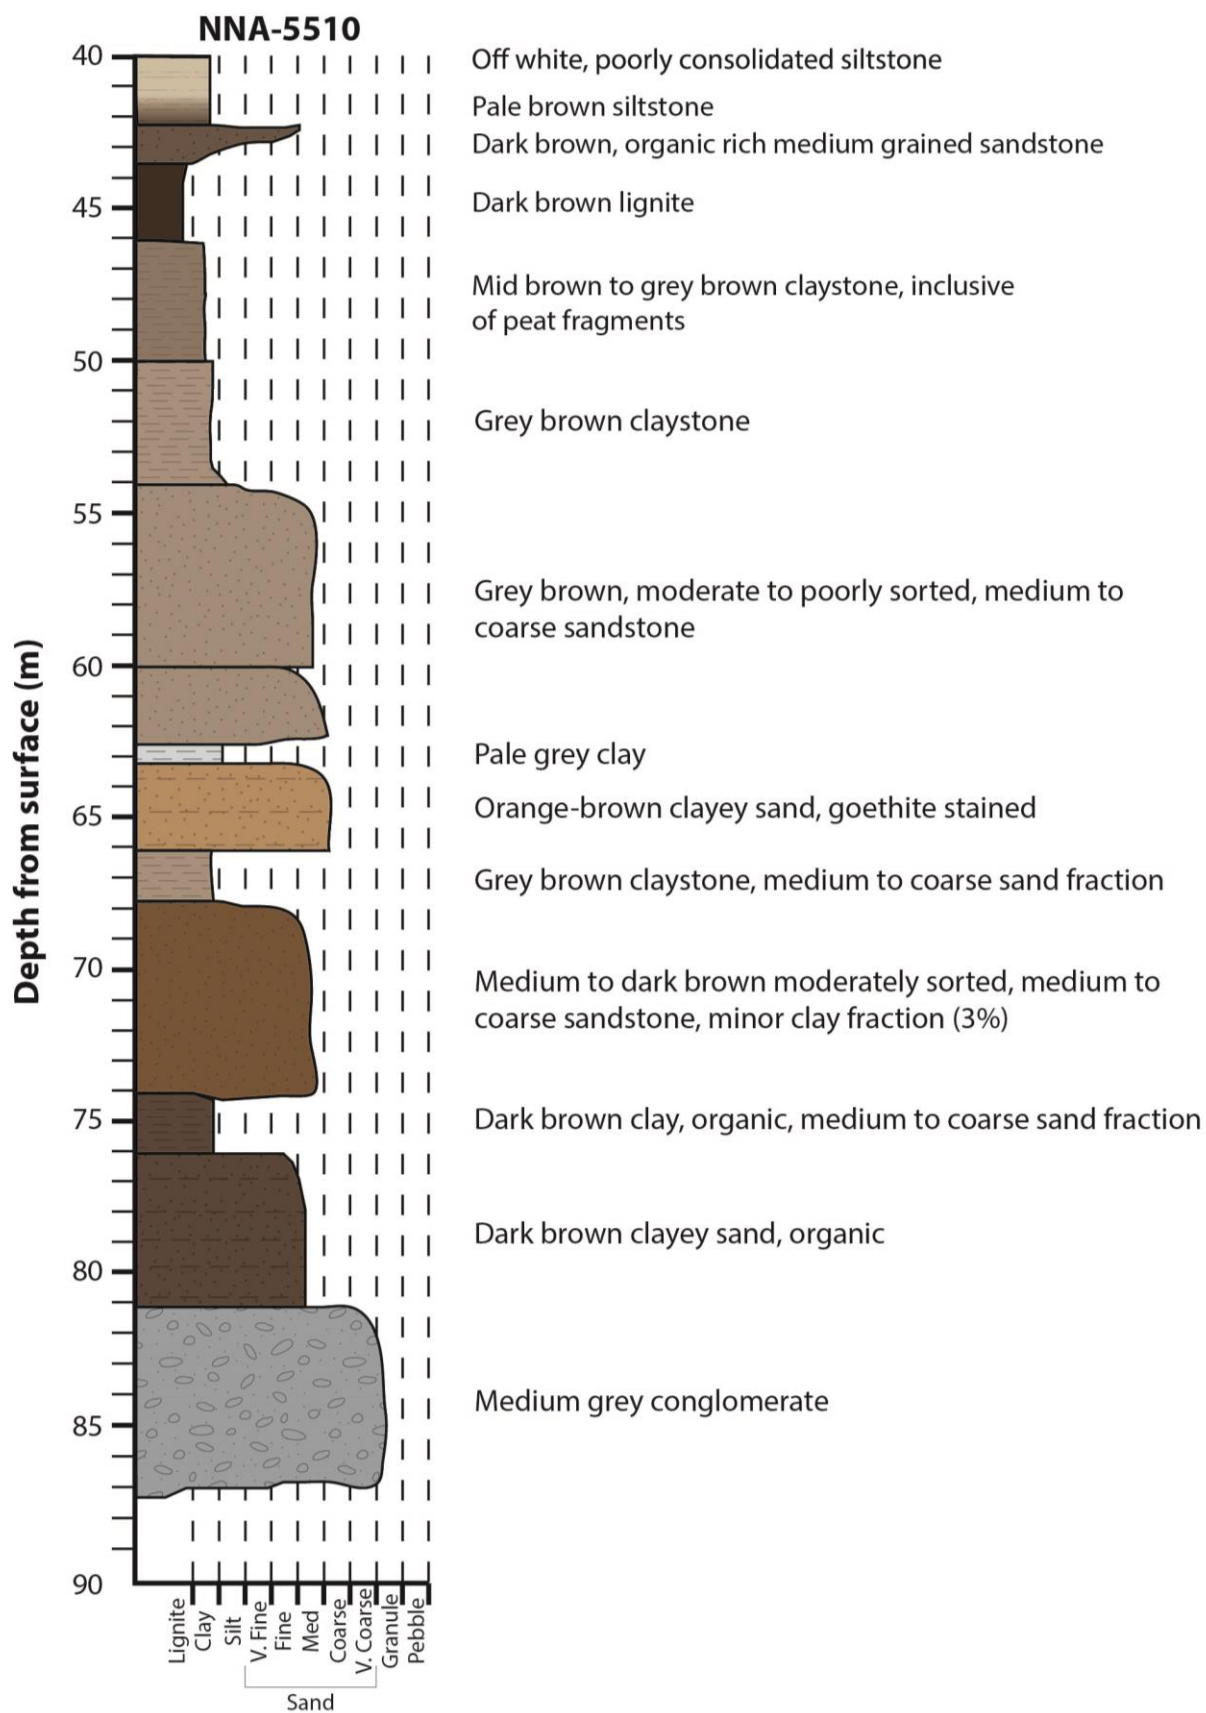 NNA-5510
40
Off white, poorly consolidated siltstone
Pale brown siltstone
Dark brown, organic rich medium grained sandstone
45
Dark brown lignite
Mid brown to grey brown claystone, inclusive
of peat fragments
50
Grey brown claystone
55
Grey brown, moderate to poorly sorted, medium to
coarse sandstone
60
Pale grey clay
65
Orange-brown clayey sand, goethite stained
Grey brown claystone, medium to coarse sand fraction
70
Medium to dark brown moderately sorted, medium to
coarse sandstone, minor clay fraction (3%)
75
Dark brown clay, organic, medium to coarse sand fraction
80
Dark brown clayey sand, organic
85
Medium grey conglomerate
90
Depth from surface (m)
Lignite
Clay
Silt
V. Fine
Fine
Med
Coarse
V. Coarse
Granule
Pebble
Sand